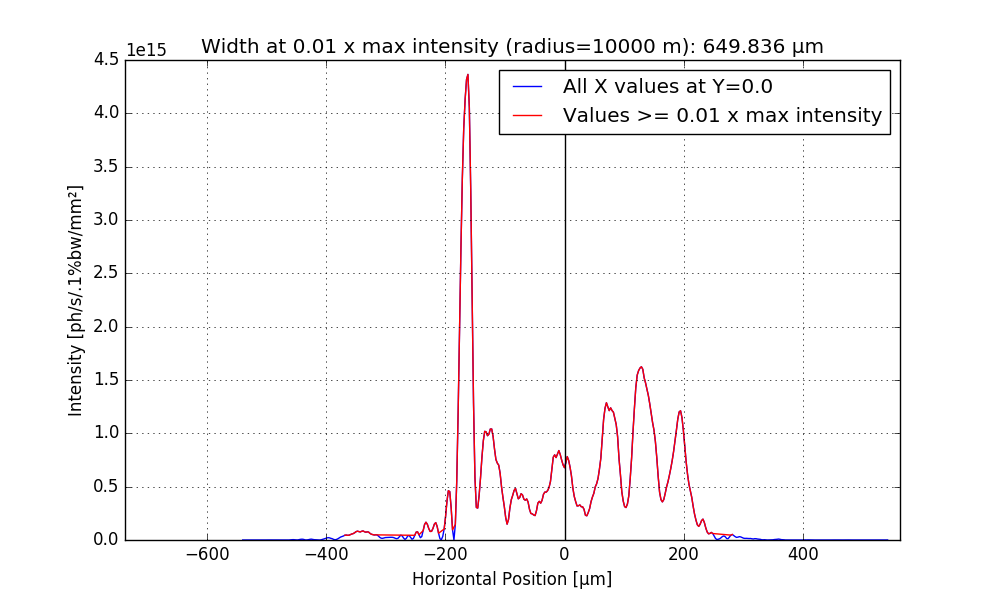 Width at 0.01 x max intensity (radius=10000 m): 649.836 μm
1e15
All X values at Y=0.0
Values >= 0.01 x max intensity
4.5
4.0
3.5
3.0
2.5
2.0
1.5
1.0
0.5
0.0
Intensity [ph/s/.1%bw/mm²]
−600
−400
−200
0
200
400
Horizontal Position [μm]